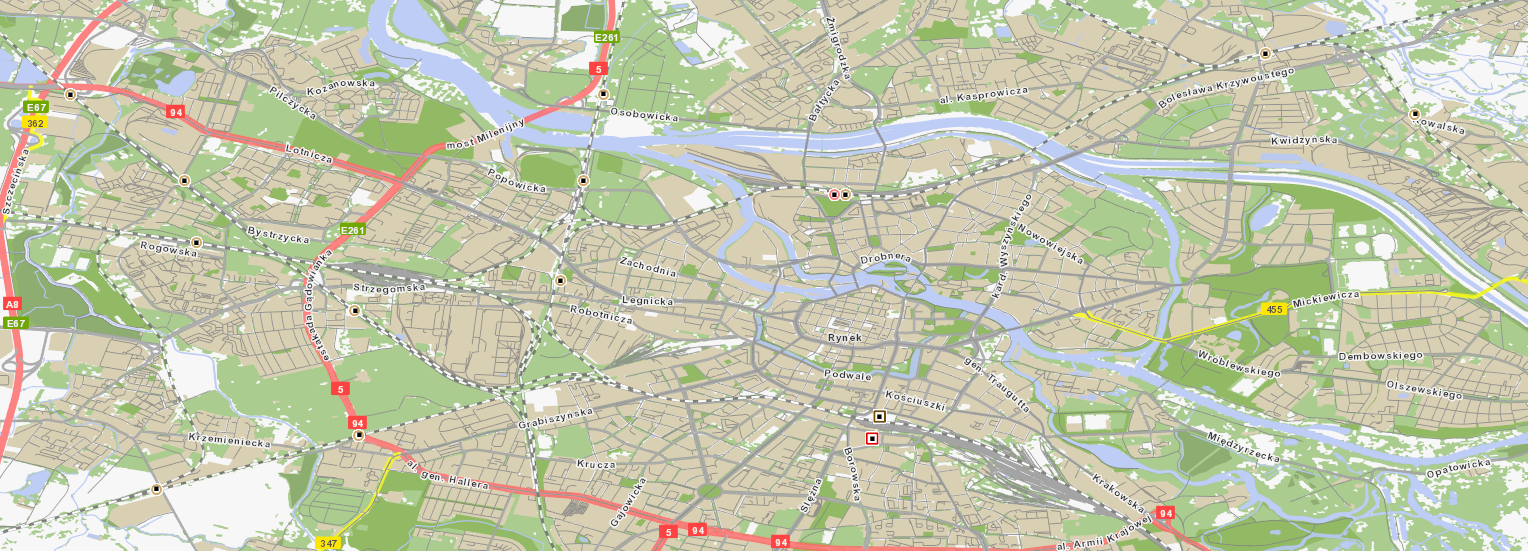 Żmigrodzka
E261
5
Kozanowska
Pilczycka
Bałtycka
al. Kasprowicza
Bolesława Krzywoustego
E67
94
Osobowicka
362
most Milenijny
Kowalska
Lotnicza
Kwidzynska
Szczecińska
Popowicka
kard. Wyszyńskiego
Nowowiejska
E261
Bystrzycka
Rogowska
Drobnera
Zachodnia
estakada Gądowianka
Strzegomska
Legnicka
Mickiewicza
A8
455
Robotnicza
E67
Rynek
Wróblewskiego
Dembowskiego
gen. Traugutta
Podwale
5
Olszewskiego
Kościuszki
94
Grabiszyńska
Krzemieniecka
Międzyrzecka
Borowska
Krucza
al. gen. Hallera
Opatowicka
Gajowicka
Ślężna
Krakowska
94
5
94
94
al. Armii Krajowej
347